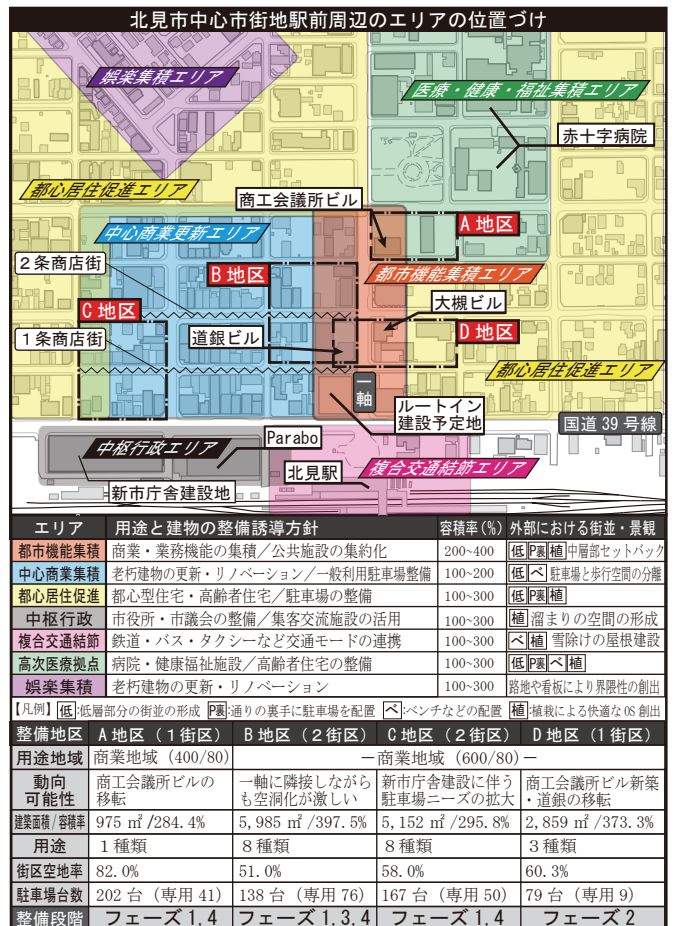 北見市中心市街地駅前周辺のエリアの位置づけ
娯楽集積エリア
医療・健康・福祉集積エリア
赤十字病院
都心居住促進エリア
商工会議所ビル
A 地区
中心商業更新エリア
2条商店街
B 地区
都市機能集積エリア
C 地区
大槻ビル
1条商店街
道銀ビル
D 地区
都心居住促進エリア
一軸
ルートイン
建設予定地
国道 39 号線
中枢行政エリア
Parabo
北見駅
複合交通結節エリア
新市庁舎建設地
エリア 用途と建物の整備誘導方針 容積率(%) 外部における街並・景観
都市機能集積 商業・業務機能の集積／公共施設の集約化 200~400 低 P裏 植 中層部セットバック
中心商業集積 老朽建物の更新・リノベーション／一般利用駐車場整備 100~200 低 ベ 駐車場と歩行空間の分離
都心居住促進 都心型住宅・高齢者住宅／駐車場の整備 100~300 低 P裏 植
中枢行政 市役所・市議会の整備／集客交流施設の活用 100~300 植 溜まりの空間の形成
複合交通結節 鉄道・バス・タクシーなど交通モードの連携 100~300 ベ 植 雪除けの屋根建設
高次医療拠点 病院・健康福祉施設／高齢者住宅の整備 100~300 低 P裏 ベ 植
娯楽集積 老朽建物の更新・リノベーション 100~300 路地や看板により界隈性の創出
【凡例】低:低層部分の街並の形成 P裏:通りの裏手に駐車場を配置 ベ:ベンチなどの配置 植:植栽による快適なOS 創出
整備地区 A 地区（1街区） B 地区（2街区） C 地区（2街区） D 地区（1街区）
用途地域 商業地域（400/80） －商業地域（600/80）－
動向可能性 商工会議所ビルの移転 一軸に隣接しながらも空洞化が激しい 新市庁舎建設に伴う駐車場ニーズの拡大 商工会議所ビル新築・道銀の移転
建築面積/容積率 975 ㎡/284.4% 5,985 ㎡/397.5% 5,152 ㎡/295.8% 2,859 ㎡/373.3%
用途 1種類 8種類 8種類 3種類
街区空地率 82.0% 51.0% 58.0% 60.3%
駐車場台数 202 台（専用 41） 138 台（専用 76） 167 台（専用 50） 79 台（専用 9）
整備段階 フェーズ 1, 4 フェーズ 1, 3, 4 フェーズ 1, 4 フェーズ 2